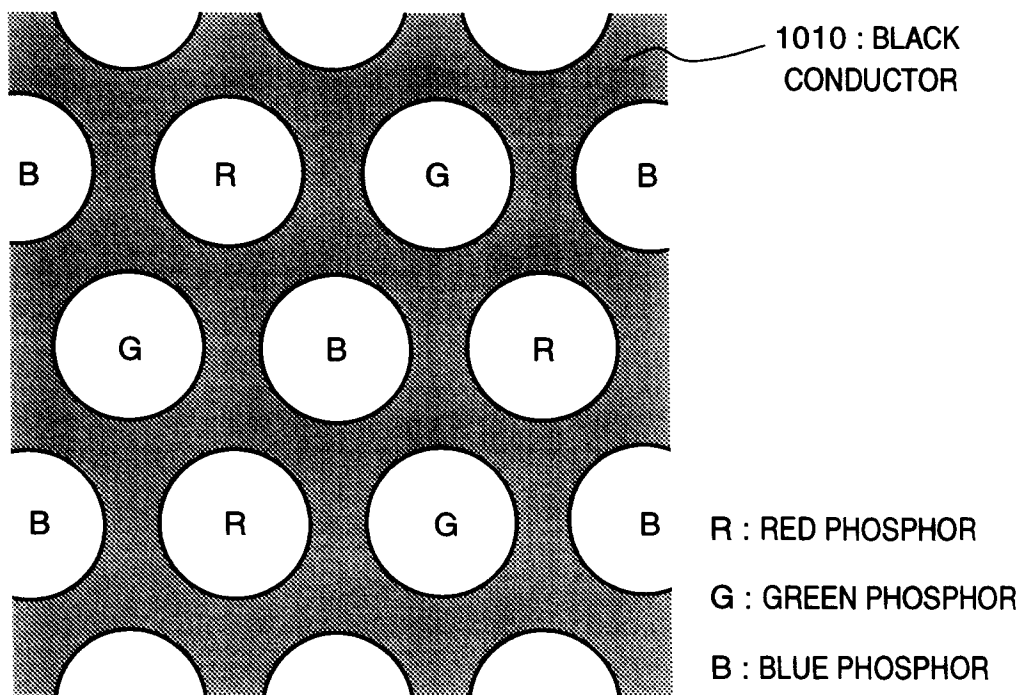 1010 : BLACK
CONDUCTOR
B R G B
G B R
B R G B
R : RED PHOSPHOR
G : GREEN PHOSPHOR
B : BLUE PHOSPHOR